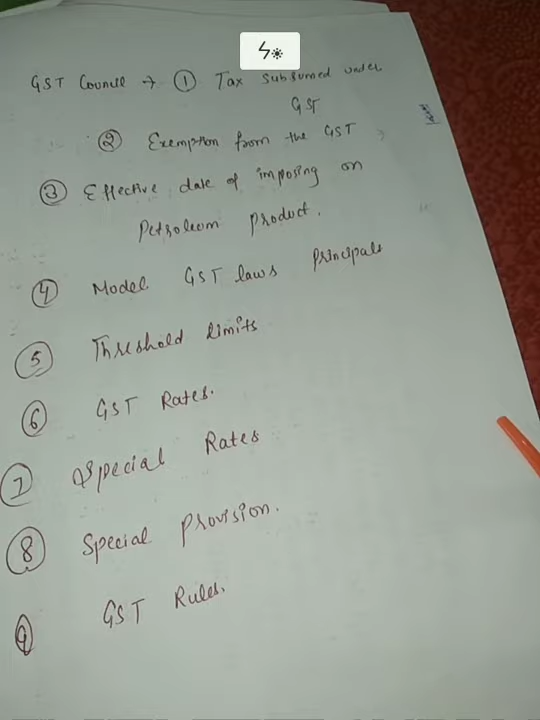 GST Council → ① Tax Subsumed under
GST
② Exemption from the GST
③ Effective date of imposing on
Petroleum product.
④ Model GST laws principals
⑤ Threshold limits
⑥ GST Rates.
⑦ Special Rates
⑧ Special Provision.
⑨ GST Rules.